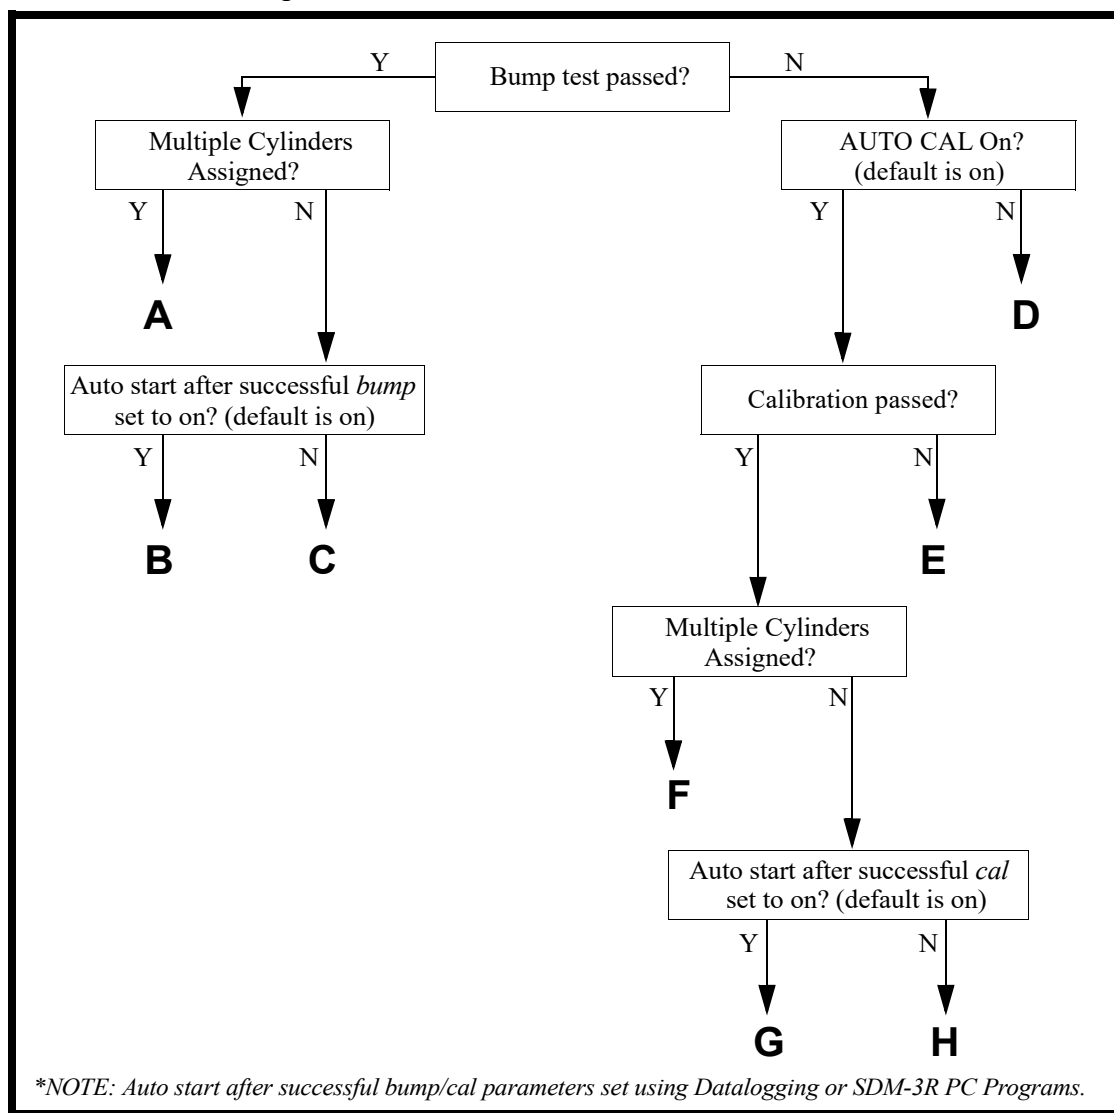 Y
Bump test passed?
N
Multiple Cylinders
Assigned?
AUTO CAL On?
(default is on)
Y
N
Y
N
A
D
Auto start after successful bump
set to on? (default is on)
Calibration passed?
Y
N
Y
N
B
C
E
Multiple Cylinders
Assigned?
Y
N
F
Auto start after successful cal
set to on? (default is on)
Y
N
G
H
*NOTE: Auto start after successful bump/cal parameters set using Datalogging or SDM-3R PC Programs.